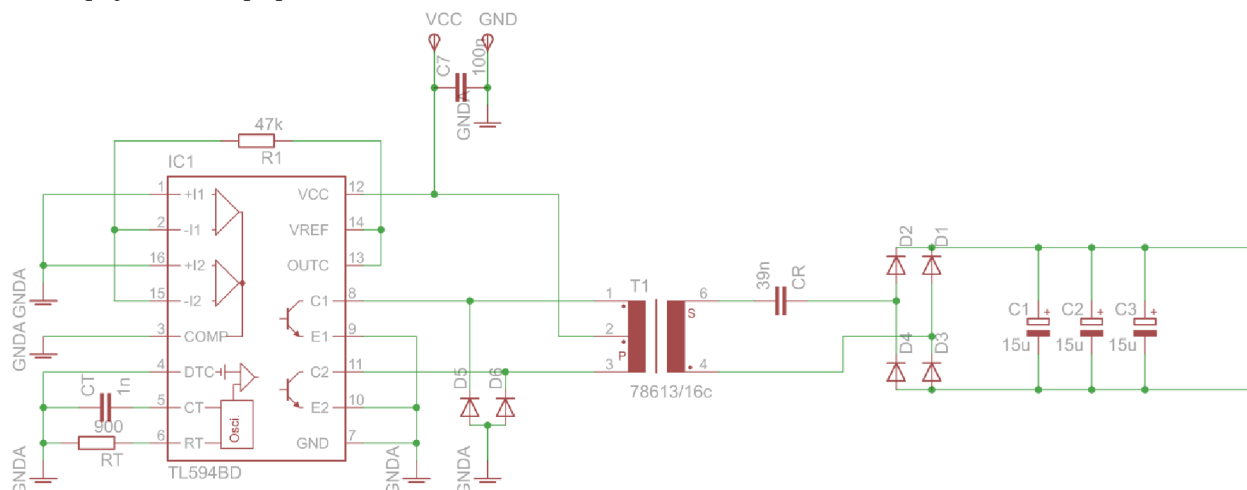 VCC GND
C7
100n
GNDA
47k
R1
IC1
1 +I1 VCC 12
2 -I1 VREF 14
16 +I2 OUTC 13
15 -I2 C1 8
3 COMP E1 9
4 DTC C2 11
5 CT E2 10
6 RT GND 7
Osci.
TL594BD
GNDA
GNDA
CT
1n
900
RT
GNDA
GNDA
D5
D6
GNDA
T1
1
2
P
3
6
S
4
78613/16c
39n
CR
D2
D1
D4
D3
C1 + C2 + C3 +
15u 15u 15u